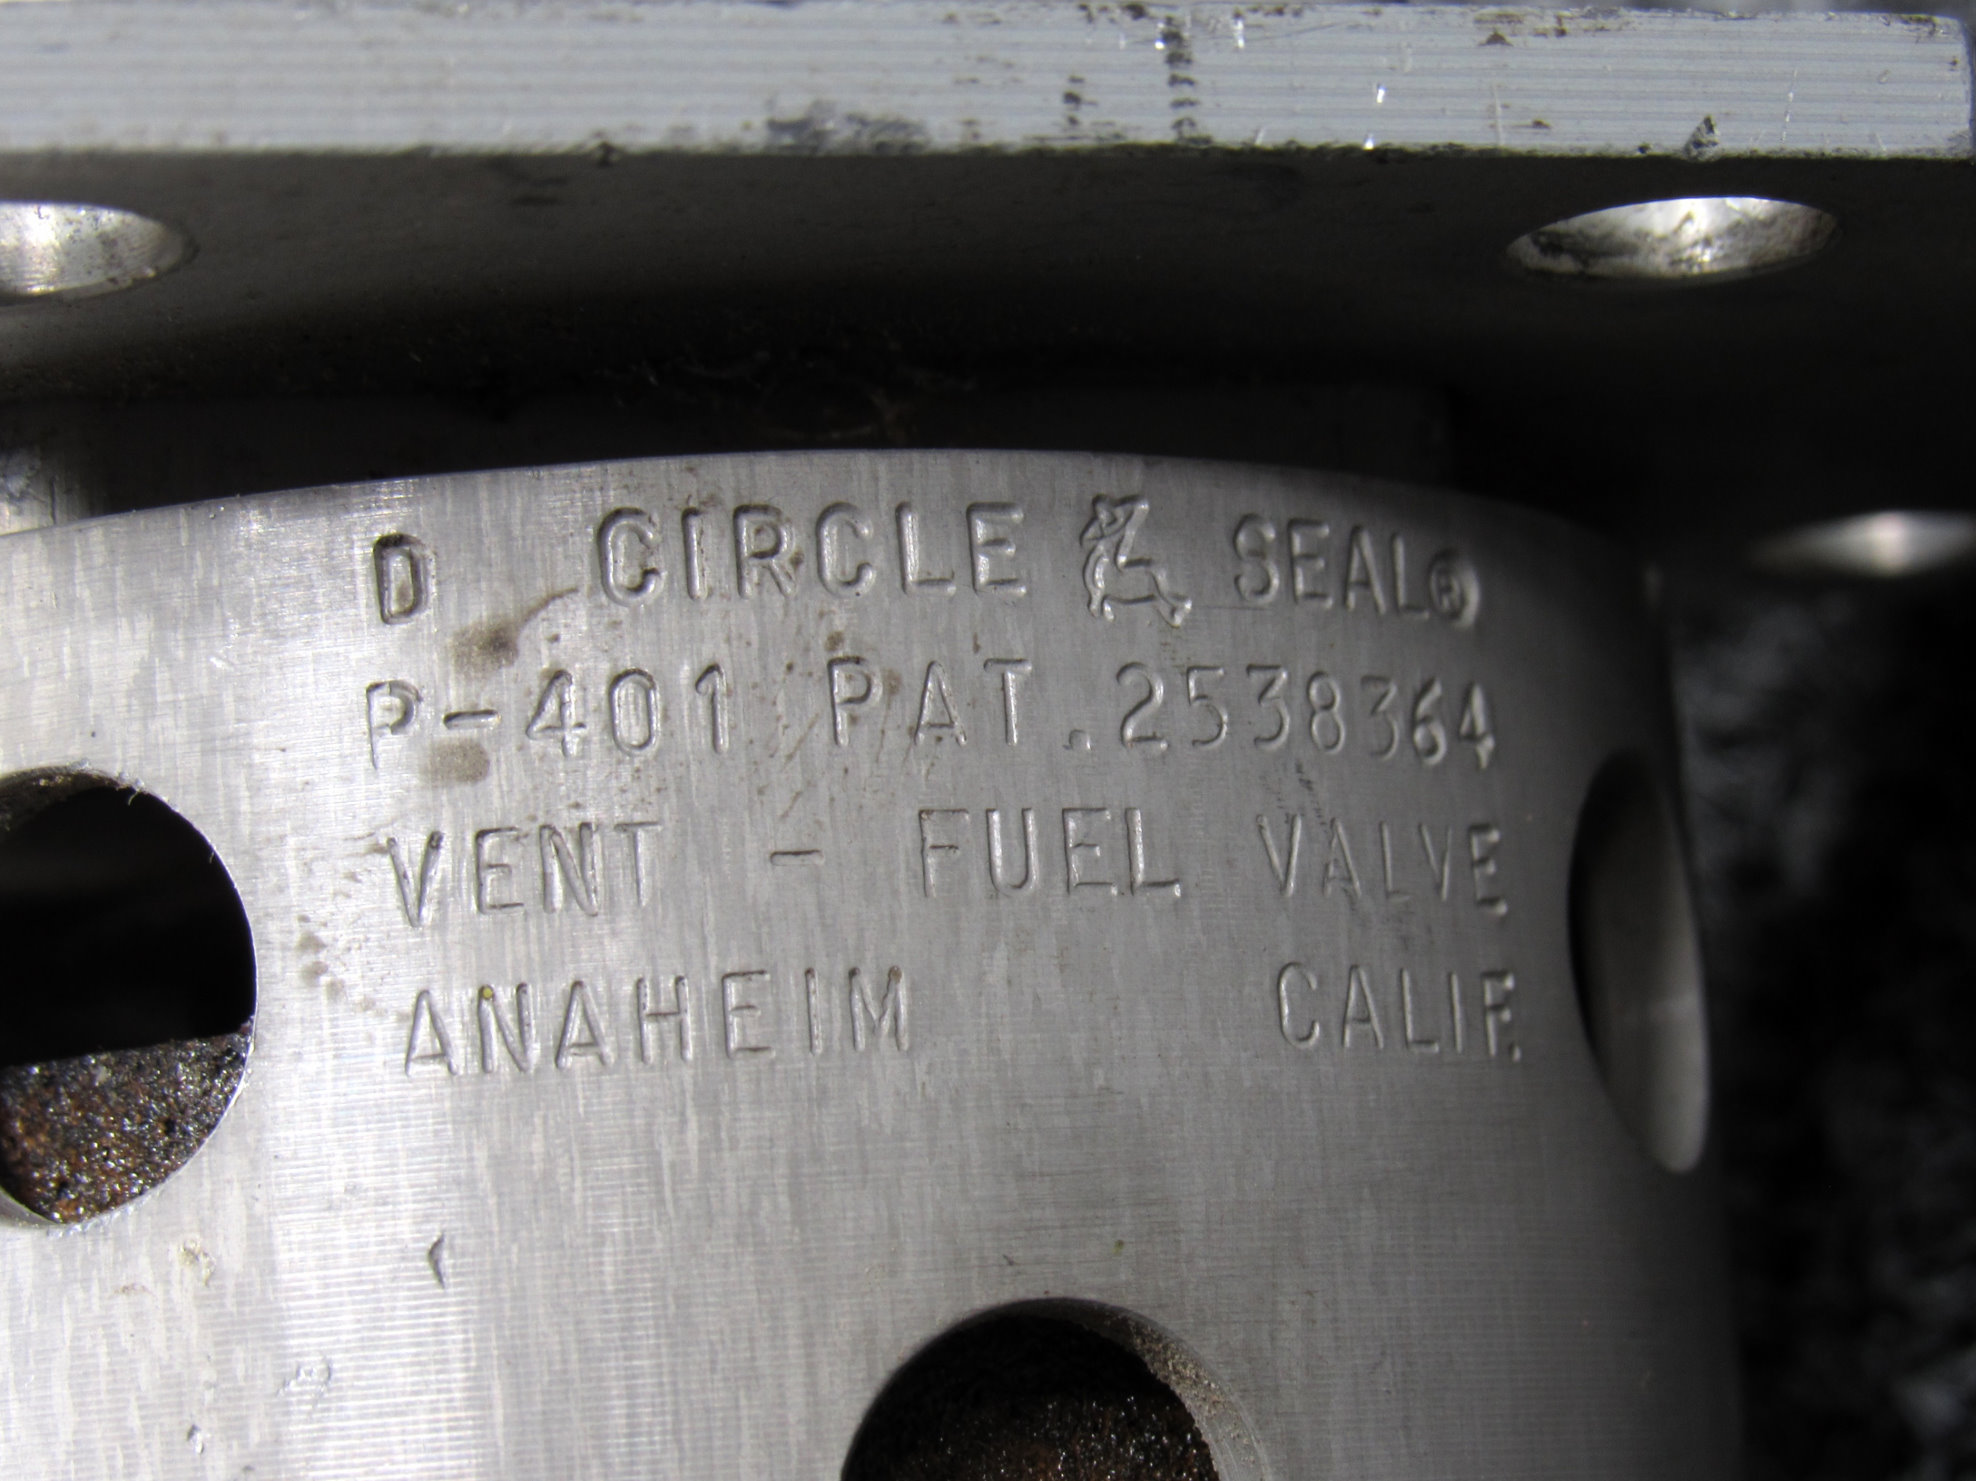 D CIRCLE SEAL®
P-401 PAT.2538364
VENT - FUEL VALVE
ANAHEIM CALIF.